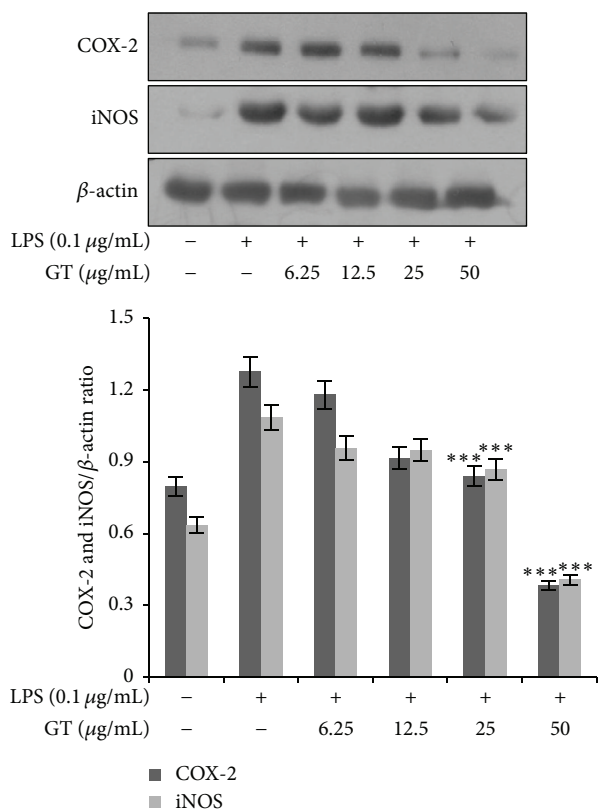 COX-2
iNOS
β-actin
LPS (0.1 μg/mL) − + + + + +
GT (μg/mL) − − 6.25 12.5 25 50
COX-2 and iNOS/β-actin ratio
1.5
1.2
0.9
0.6
0.3
0
*** ***
*** ***
LPS (0.1 μg/mL) − + + + + +
GT (μg/mL) − − 6.25 12.5 25 50
COX-2
iNOS